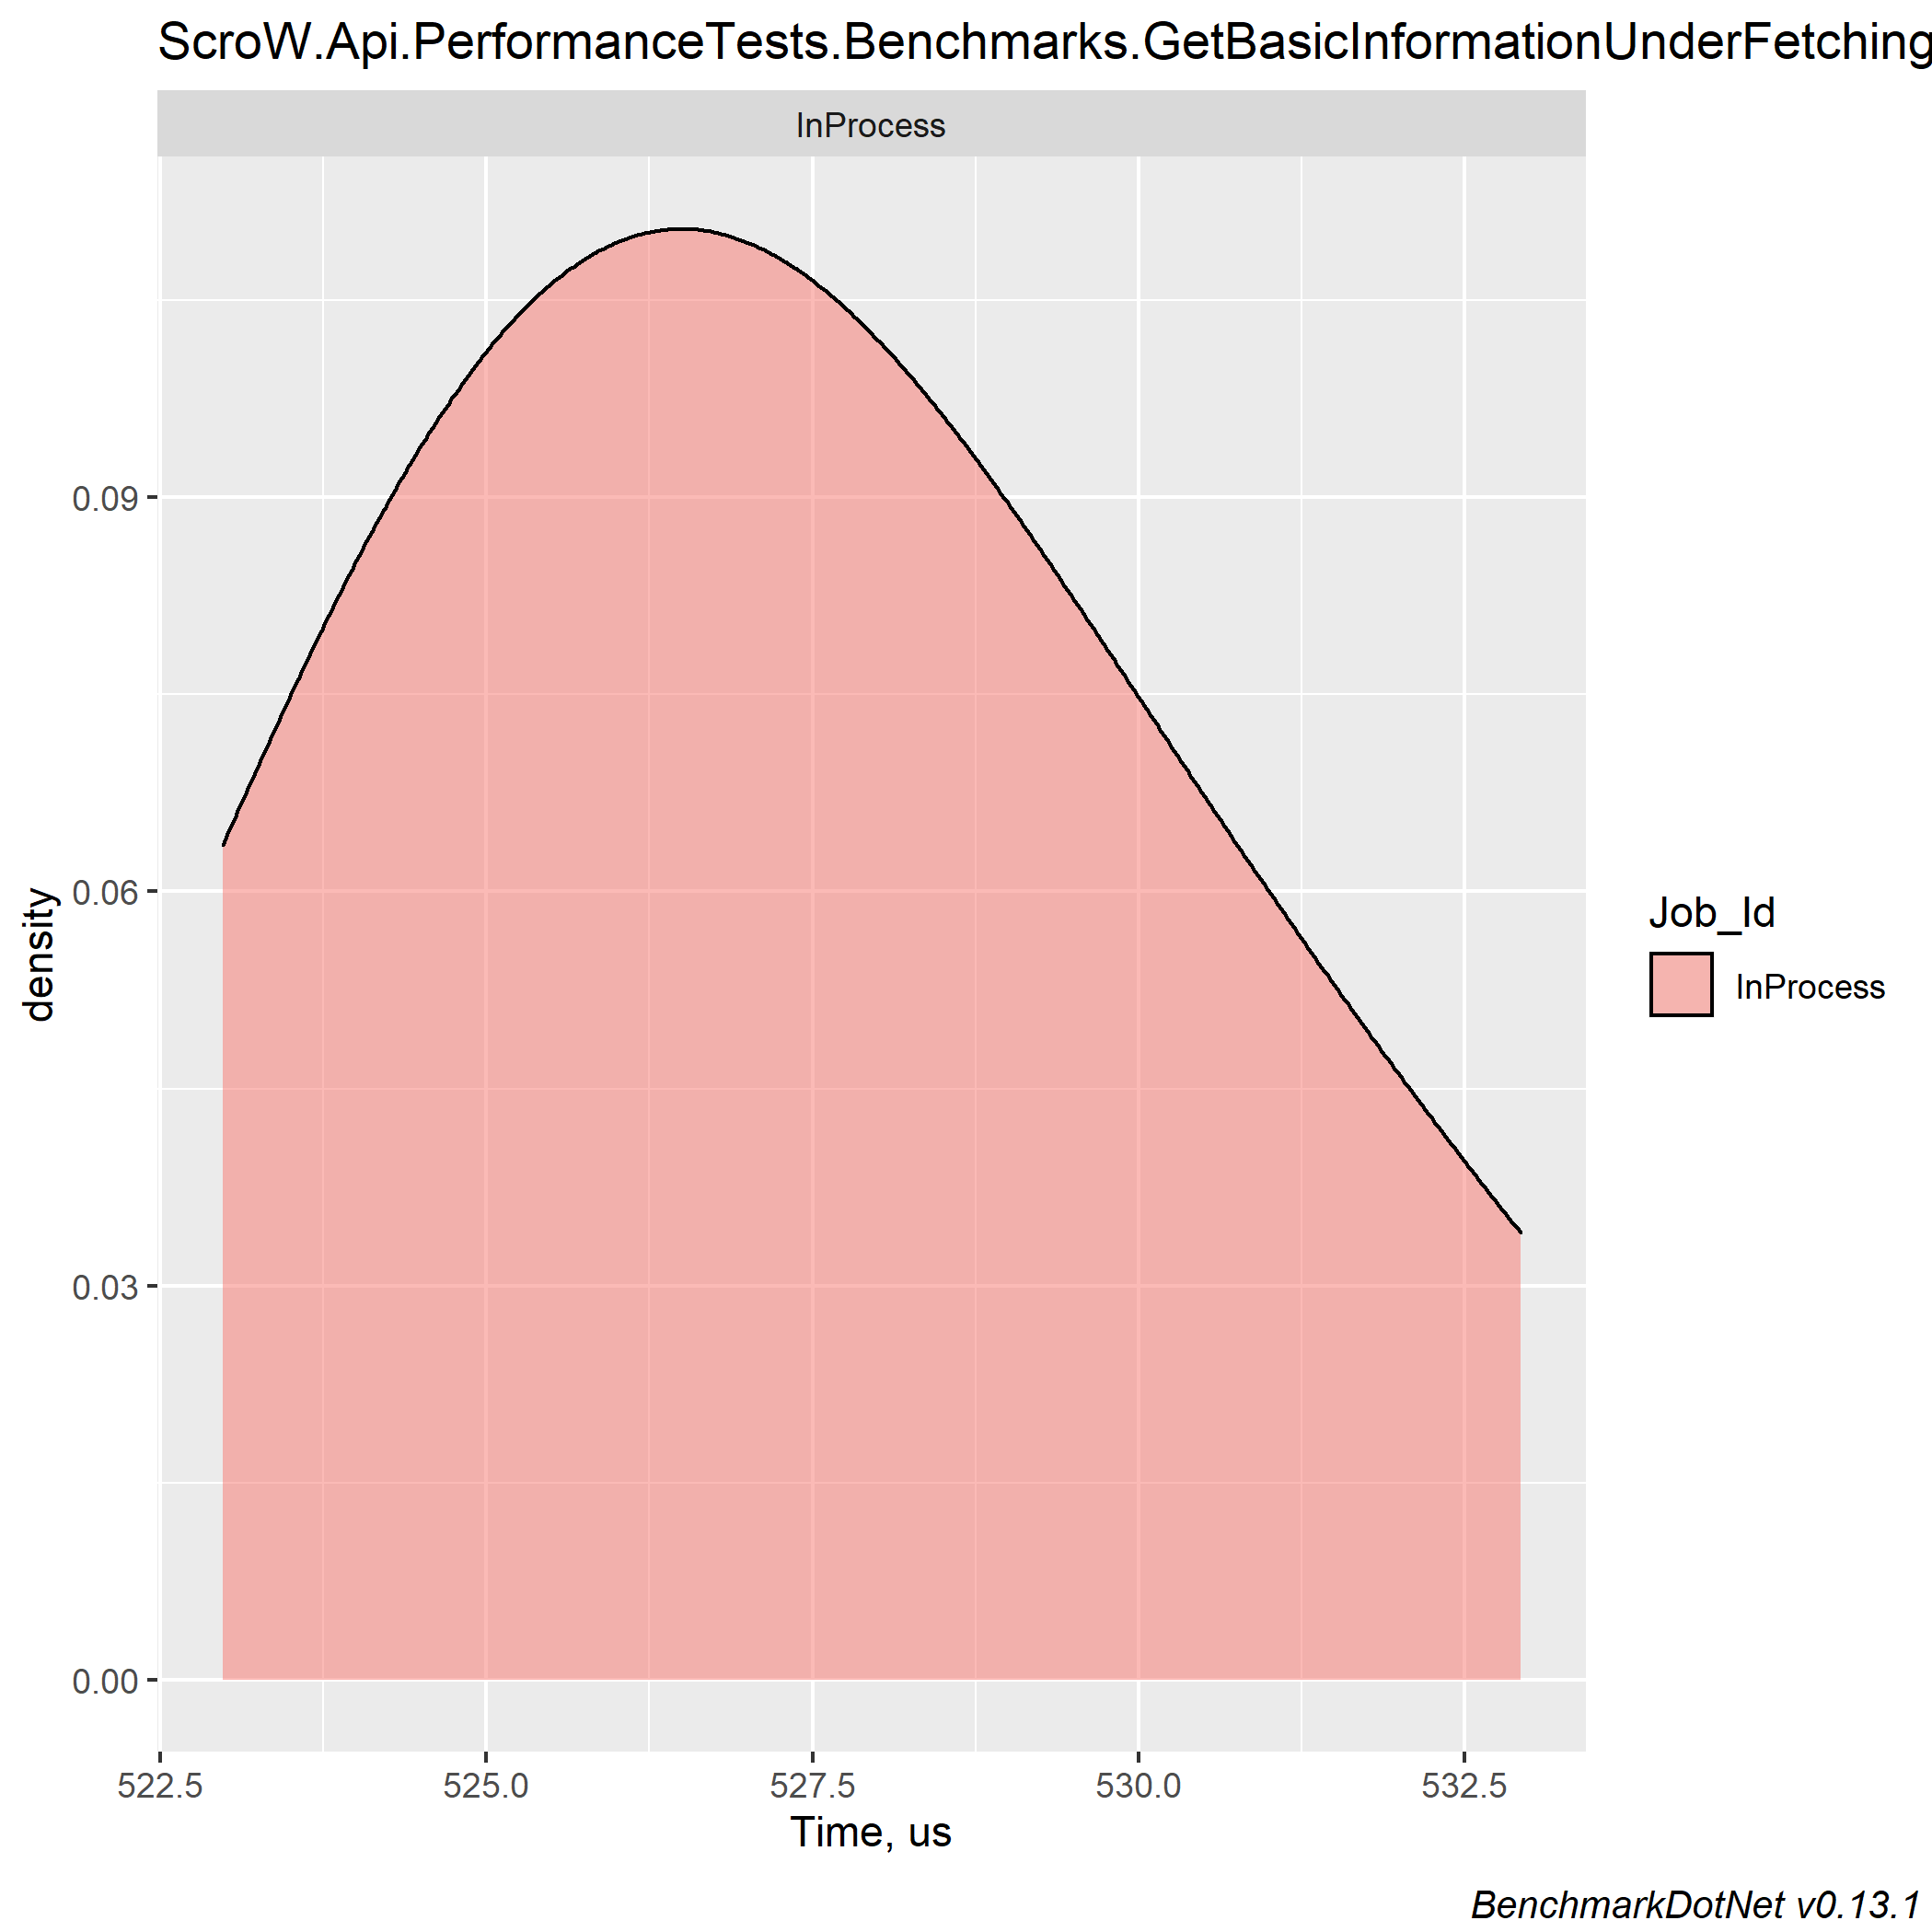 ScroW.Api.PerformanceTests.Benchmarks.GetBasicInformationUnderFetching
InProcess
0.09
0.06
0.03
0.00
density
522.5 525.0 527.5 530.0 532.5
Time, us
Job_Id
InProcess
BenchmarkDotNet v0.13.1